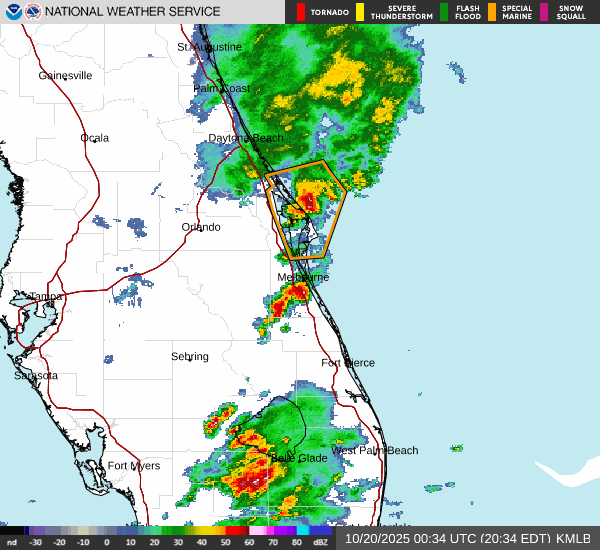 NATIONAL WEATHER SERVICE
TORNADO
SEVERE THUNDERSTORM
FLASH FLOOD
SPECIAL MARINE
SNOW SQUALL
St. Augustine
Gainesville
Palm Coast
Ocala
Daytona Beach
Orlando
Melbourne
Tampa
Sebring
Fort Pierce
Sarasota
West Palm Beach
Belle Glade
Fort Myers
nd -30 -20 -10 0 10 20 30 40 50 60 70 80 dBZ
10/20/2025 00:34 UTC (20:34 EDT) KMLB